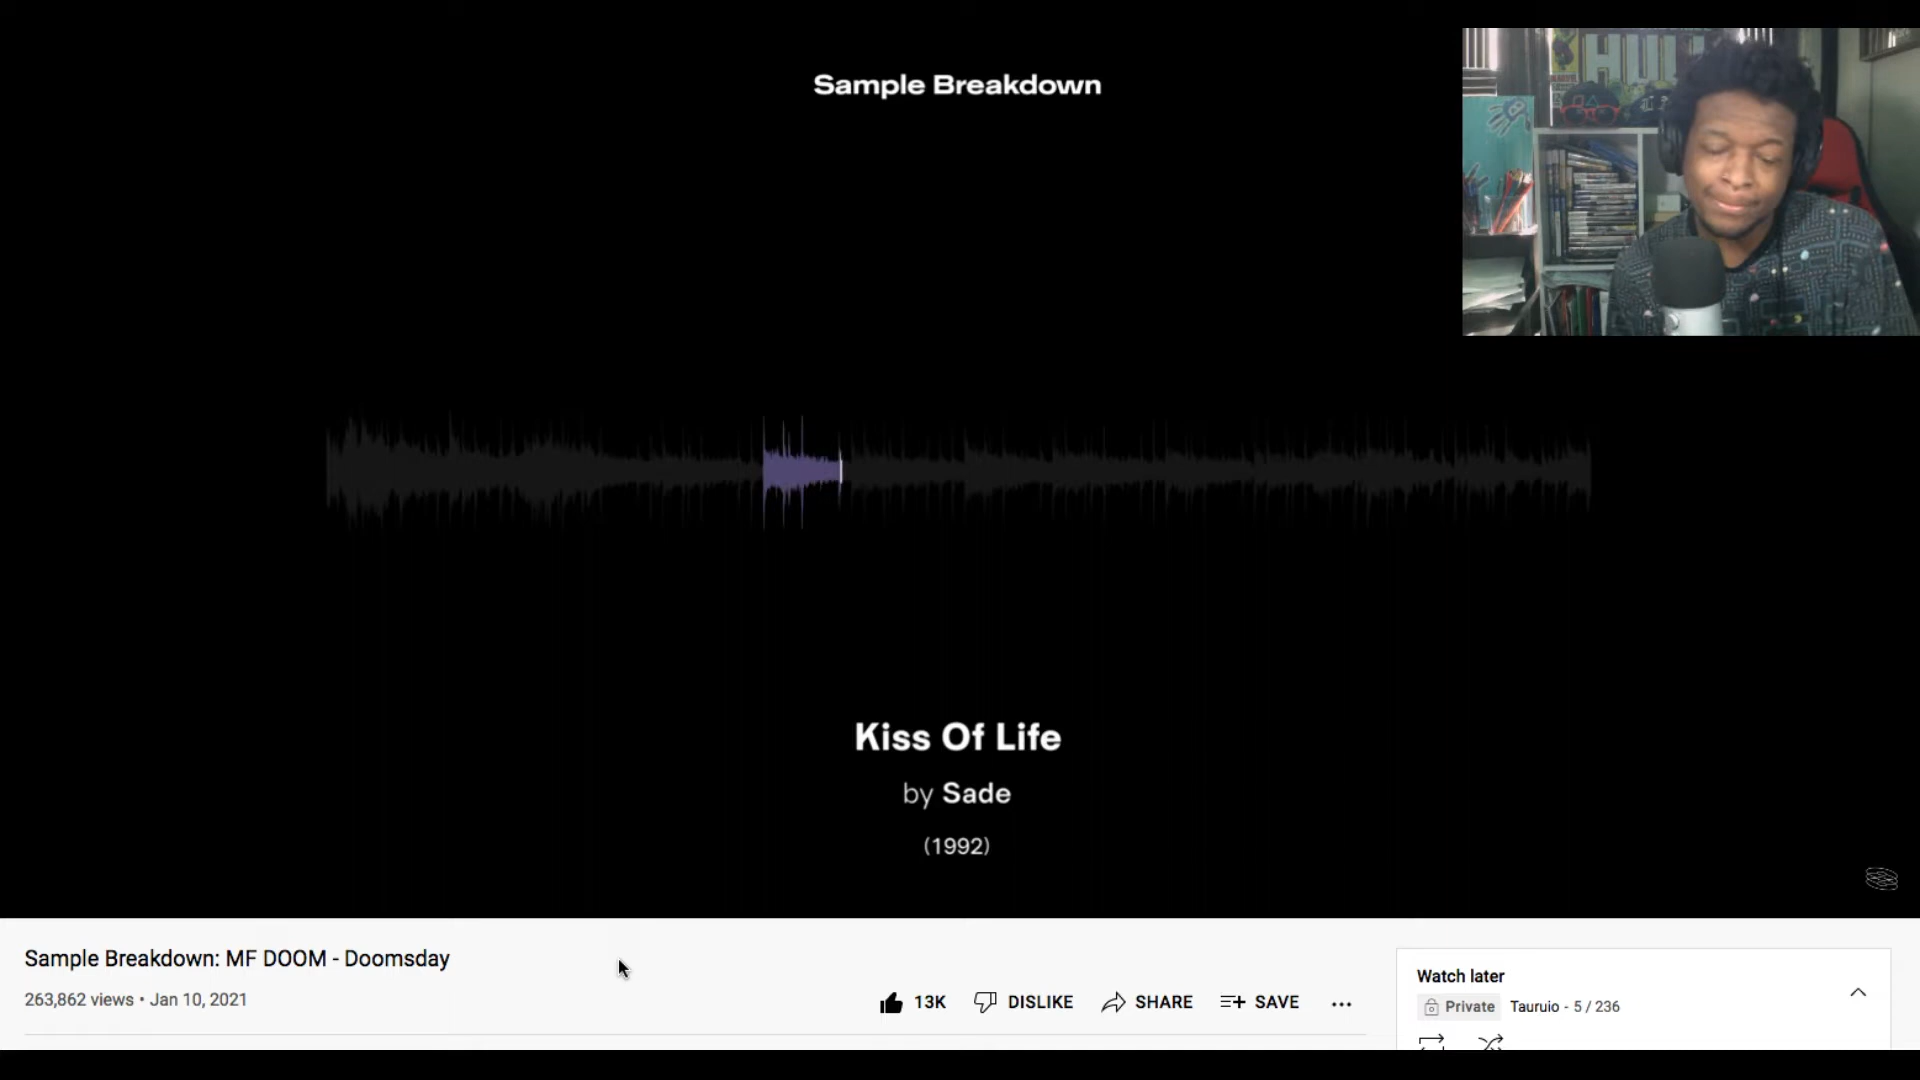 Sample Breakdown
HULK
Kiss Of Life
by Sade
(1992)
Sample Breakdown: MF DOOM - Doomsday
263,862 views • Jan 10, 2021
13K
DISLIKE
SHARE
SAVE
Watch later
Private
Tauruio - 5 / 236